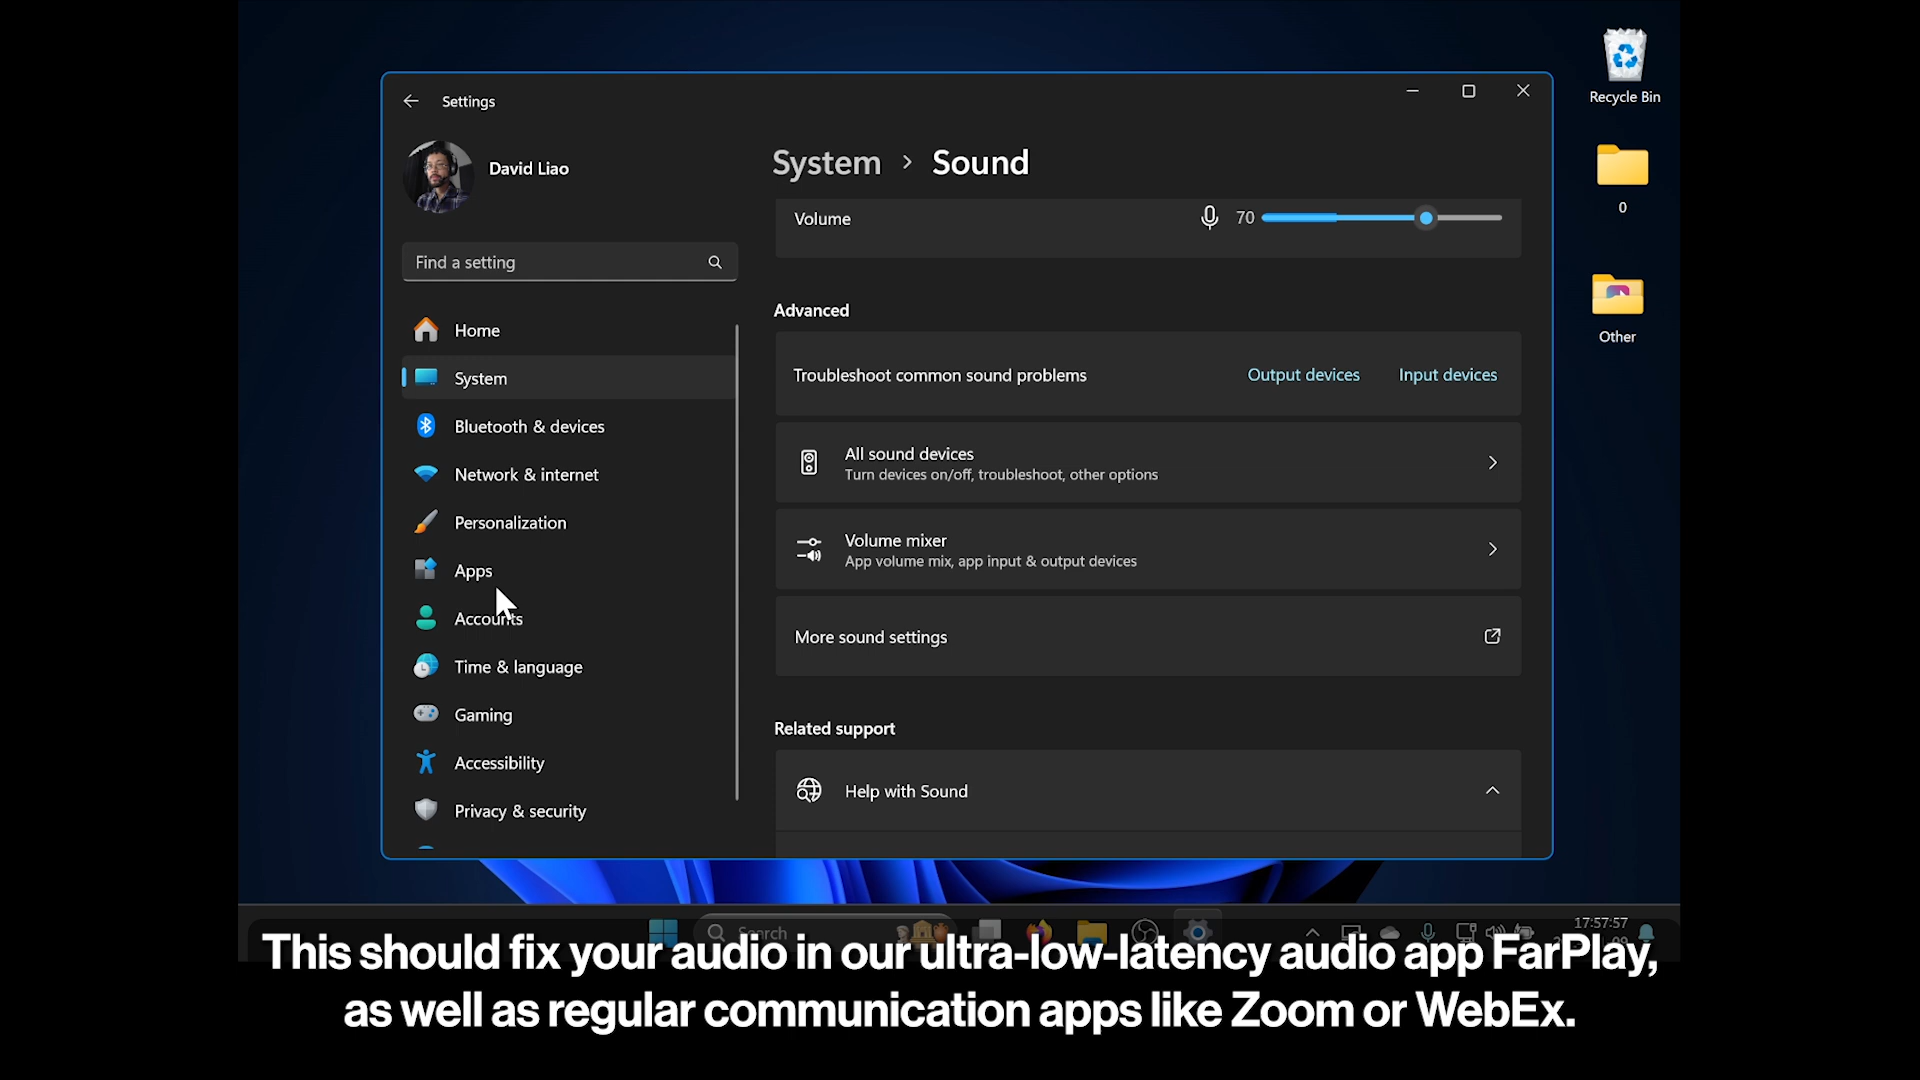 Settings
Recycle Bin
David Liao
System > Sound
0
Volume
70
Find a setting
Advanced
Home
Other
Troubleshoot common sound problems
Output devices
Input devices
System
Bluetooth & devices
All sound devices
Turn devices on/off, troubleshoot, other options
Network & internet
Personalization
Volume mixer
App volume mix, app input & output devices
Apps
Accounts
More sound settings
Time & language
Gaming
Related support
Accessibility
Help with Sound
Privacy & security
Search
17:57:57
This should fix your audio in our ultra-low-latency audio app FarPlay,
as well as regular communication apps like Zoom or WebEx.